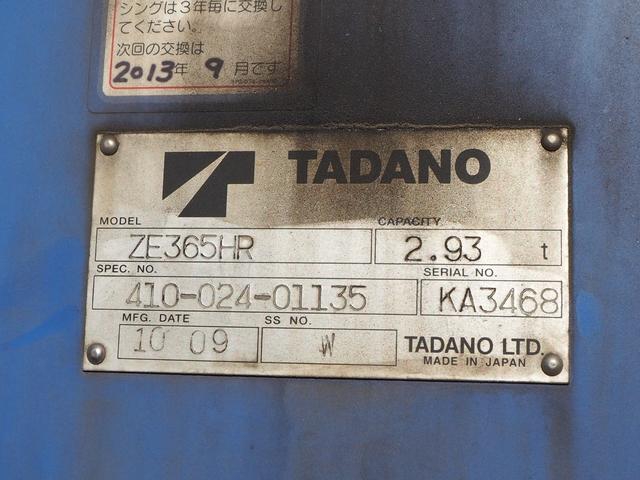 シングは3年毎に交換し
てください。
次回の交換は
2013年 9月です
TADANO
MODEL CAPACITY
ZE365HR 2.93 t
SPEC. NO. SERIAL NO.
410-024-01135 KA3468
MFG. DATE SS NO.
10 09 W TADANO LTD.
MADE IN JAPAN